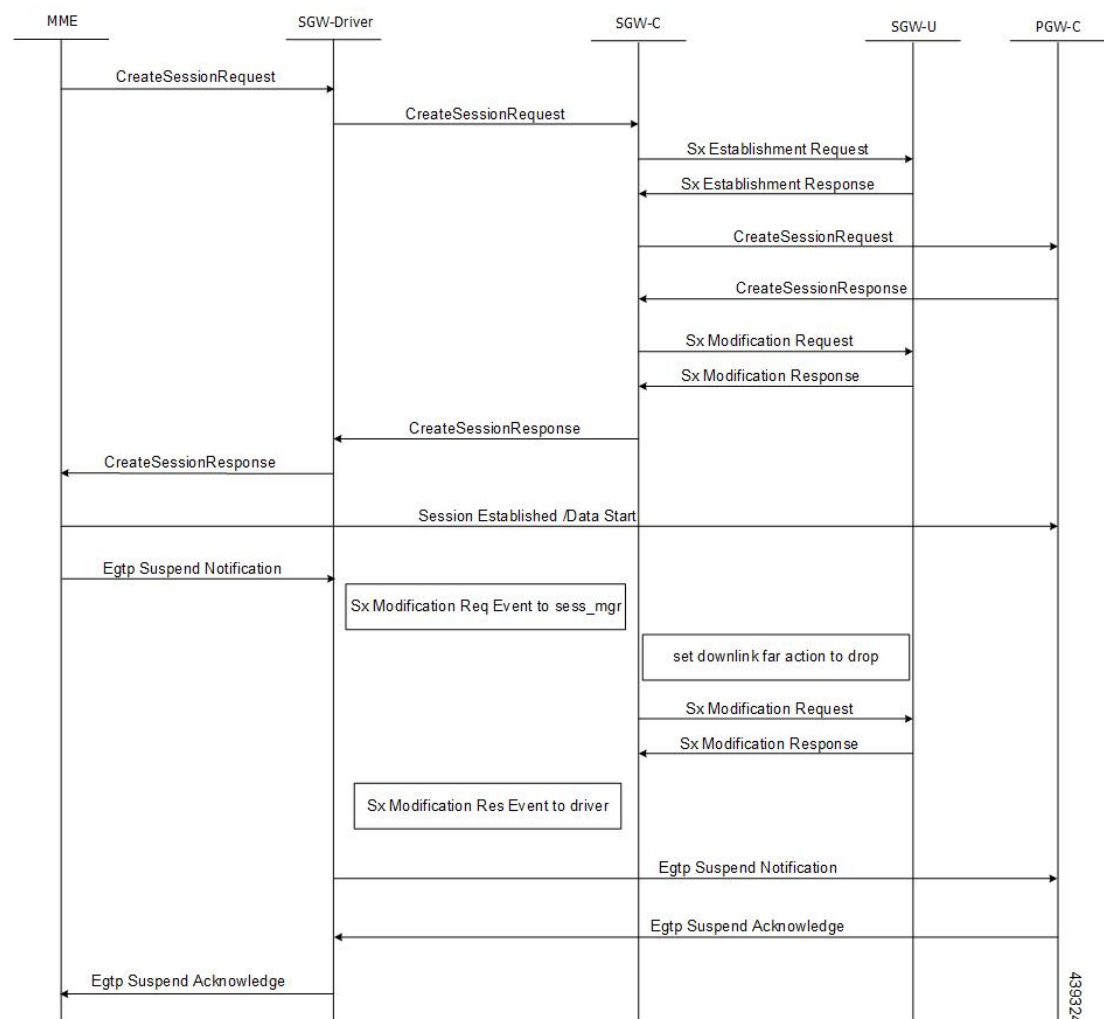 MME
SGW-Driver
SGW-C
SGW-U
PGW-C
CreateSessionRequest
CreateSessionRequest
Sx Establishment Request
Sx Establishment Response
CreateSessionRequest
CreateSessionResponse
Sx Modification Request
Sx Modification Response
CreateSessionResponse
CreateSessionResponse
Session Established /Data Start
Egtp Suspend Notification
Sx Modification Req Event to sess_mgr
set downlink far action to drop
Sx Modification Request
Sx Modification Response
Sx Modification Res Event to driver
Egtp Suspend Notification
Egtp Suspend Acknowledge
Egtp Suspend Acknowledge
439324